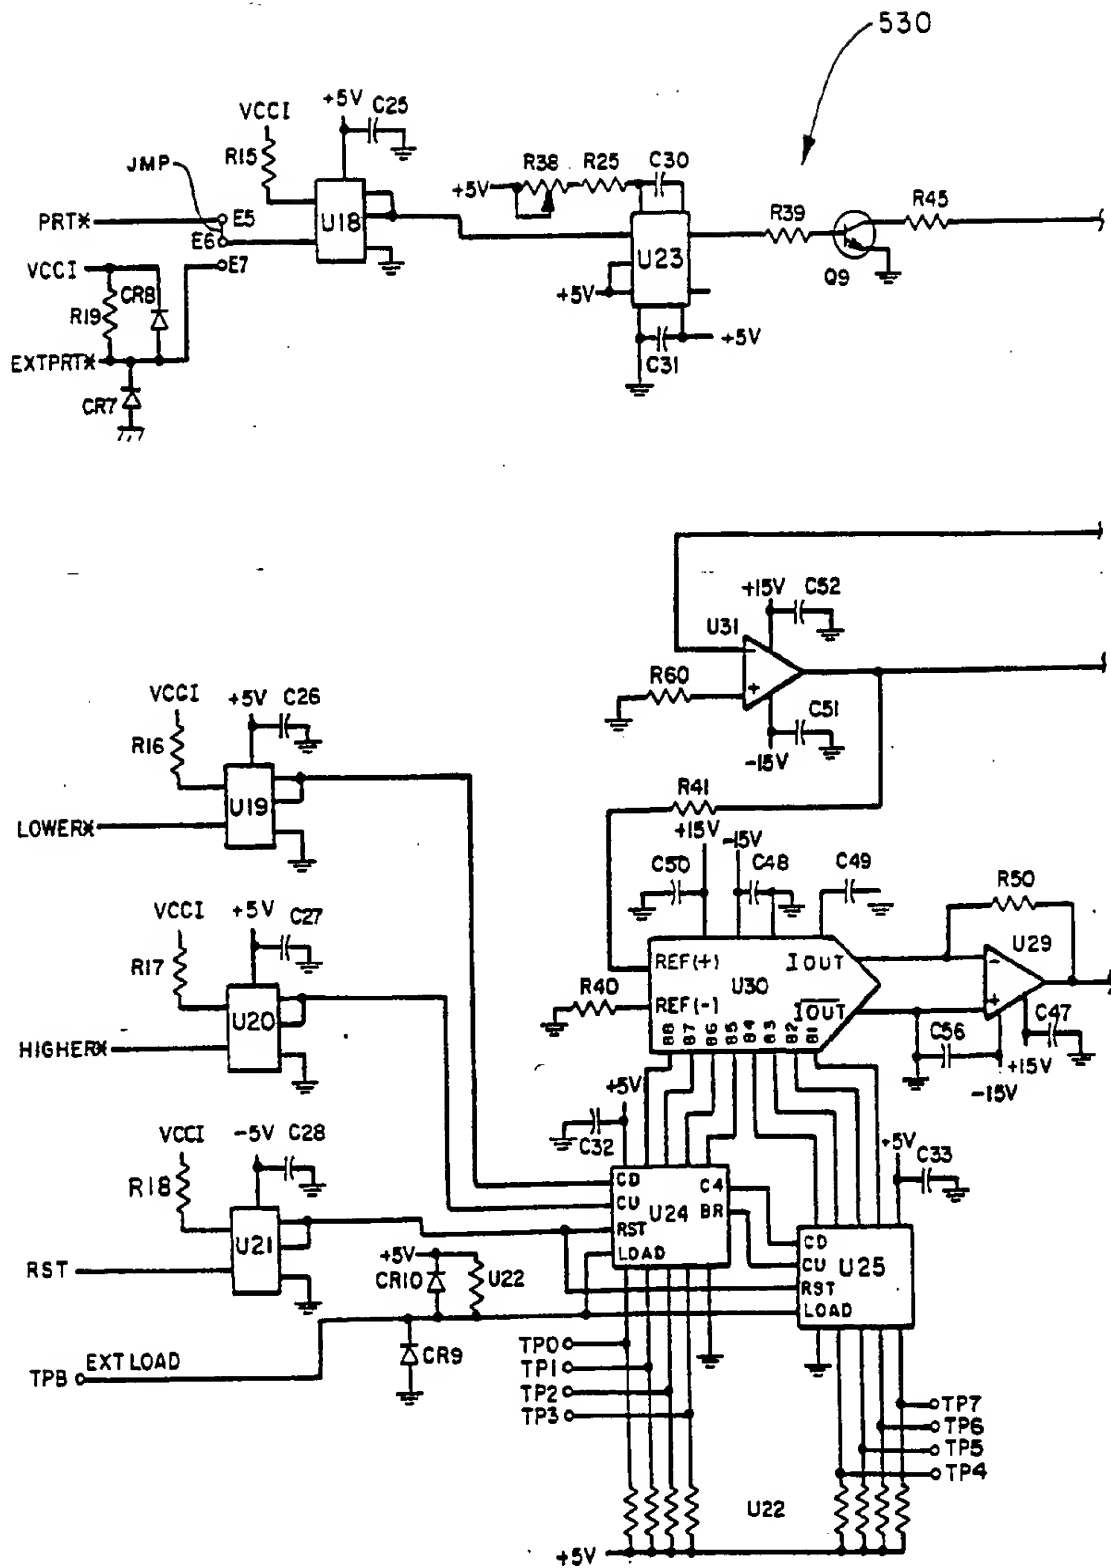 530
+5V C25
VCCI
R15
JMP
R38 R25 C30
+5V
PRT* E5
U18
R39
R45
E6
U23
VCCI
E7
Q9
CR8
R19
+5V
EXTPRT*
C31
+5V
CR7
+15V C52
U31
R60
VCCI
+5V C26
C51
-15V
R16
R41
U19
LOWER*
+15V
-15V
C50 C48 C49
R50
VCCI
+5V C27
U29
R17
REF(+) IOUT
U30
R40
REF(-) IOUT
U20
C47
HIGHER*
B8 B7 B6 B5 B4 B3 B2 B1
C56
+15V
-15V
+5V
VCCI
-5V C28
C32
+5V C33
R18
CD C4
CU U24 BR
U21
RST
CD
+5V
LOAD
CU U25
RST
CR10 U22
RST
LOAD
TP0
CR9
EXT LOAD
TP1
TPB
TP2
TP7
TP3
TP6
TP5
TP4
U22
+5V